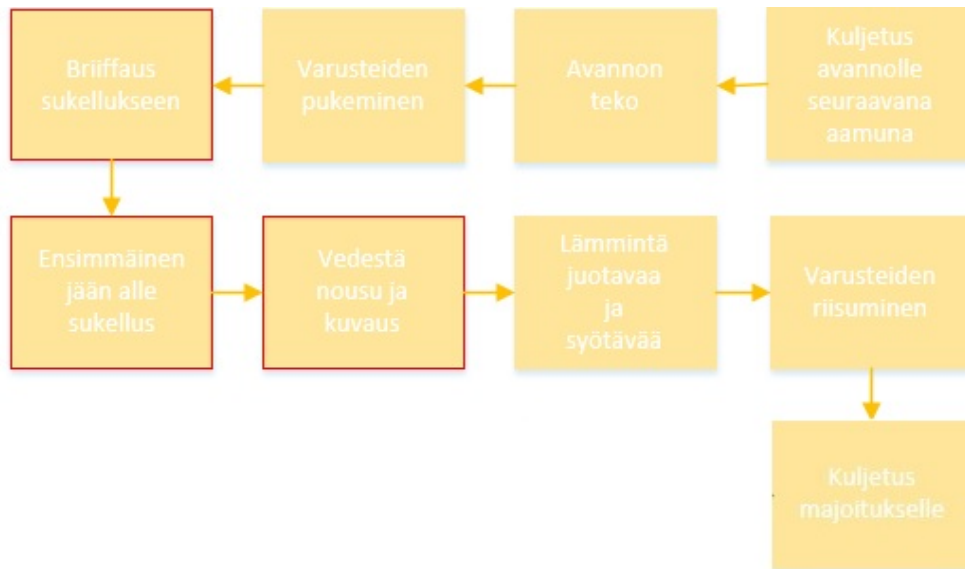 Briiffaus
sukellukseen
Varusteiden
pukeminen
Avannon
teko
Kuljetus
avannolle
seuraavana
aamuna
Ensimmäinen
jään alle
sukellus
Vedestä
nousu ja
kuvaus
Lämmintä
juotavaa
ja
syötävää
Varusteiden
riisuminen
Kuljetus
majoitukselle